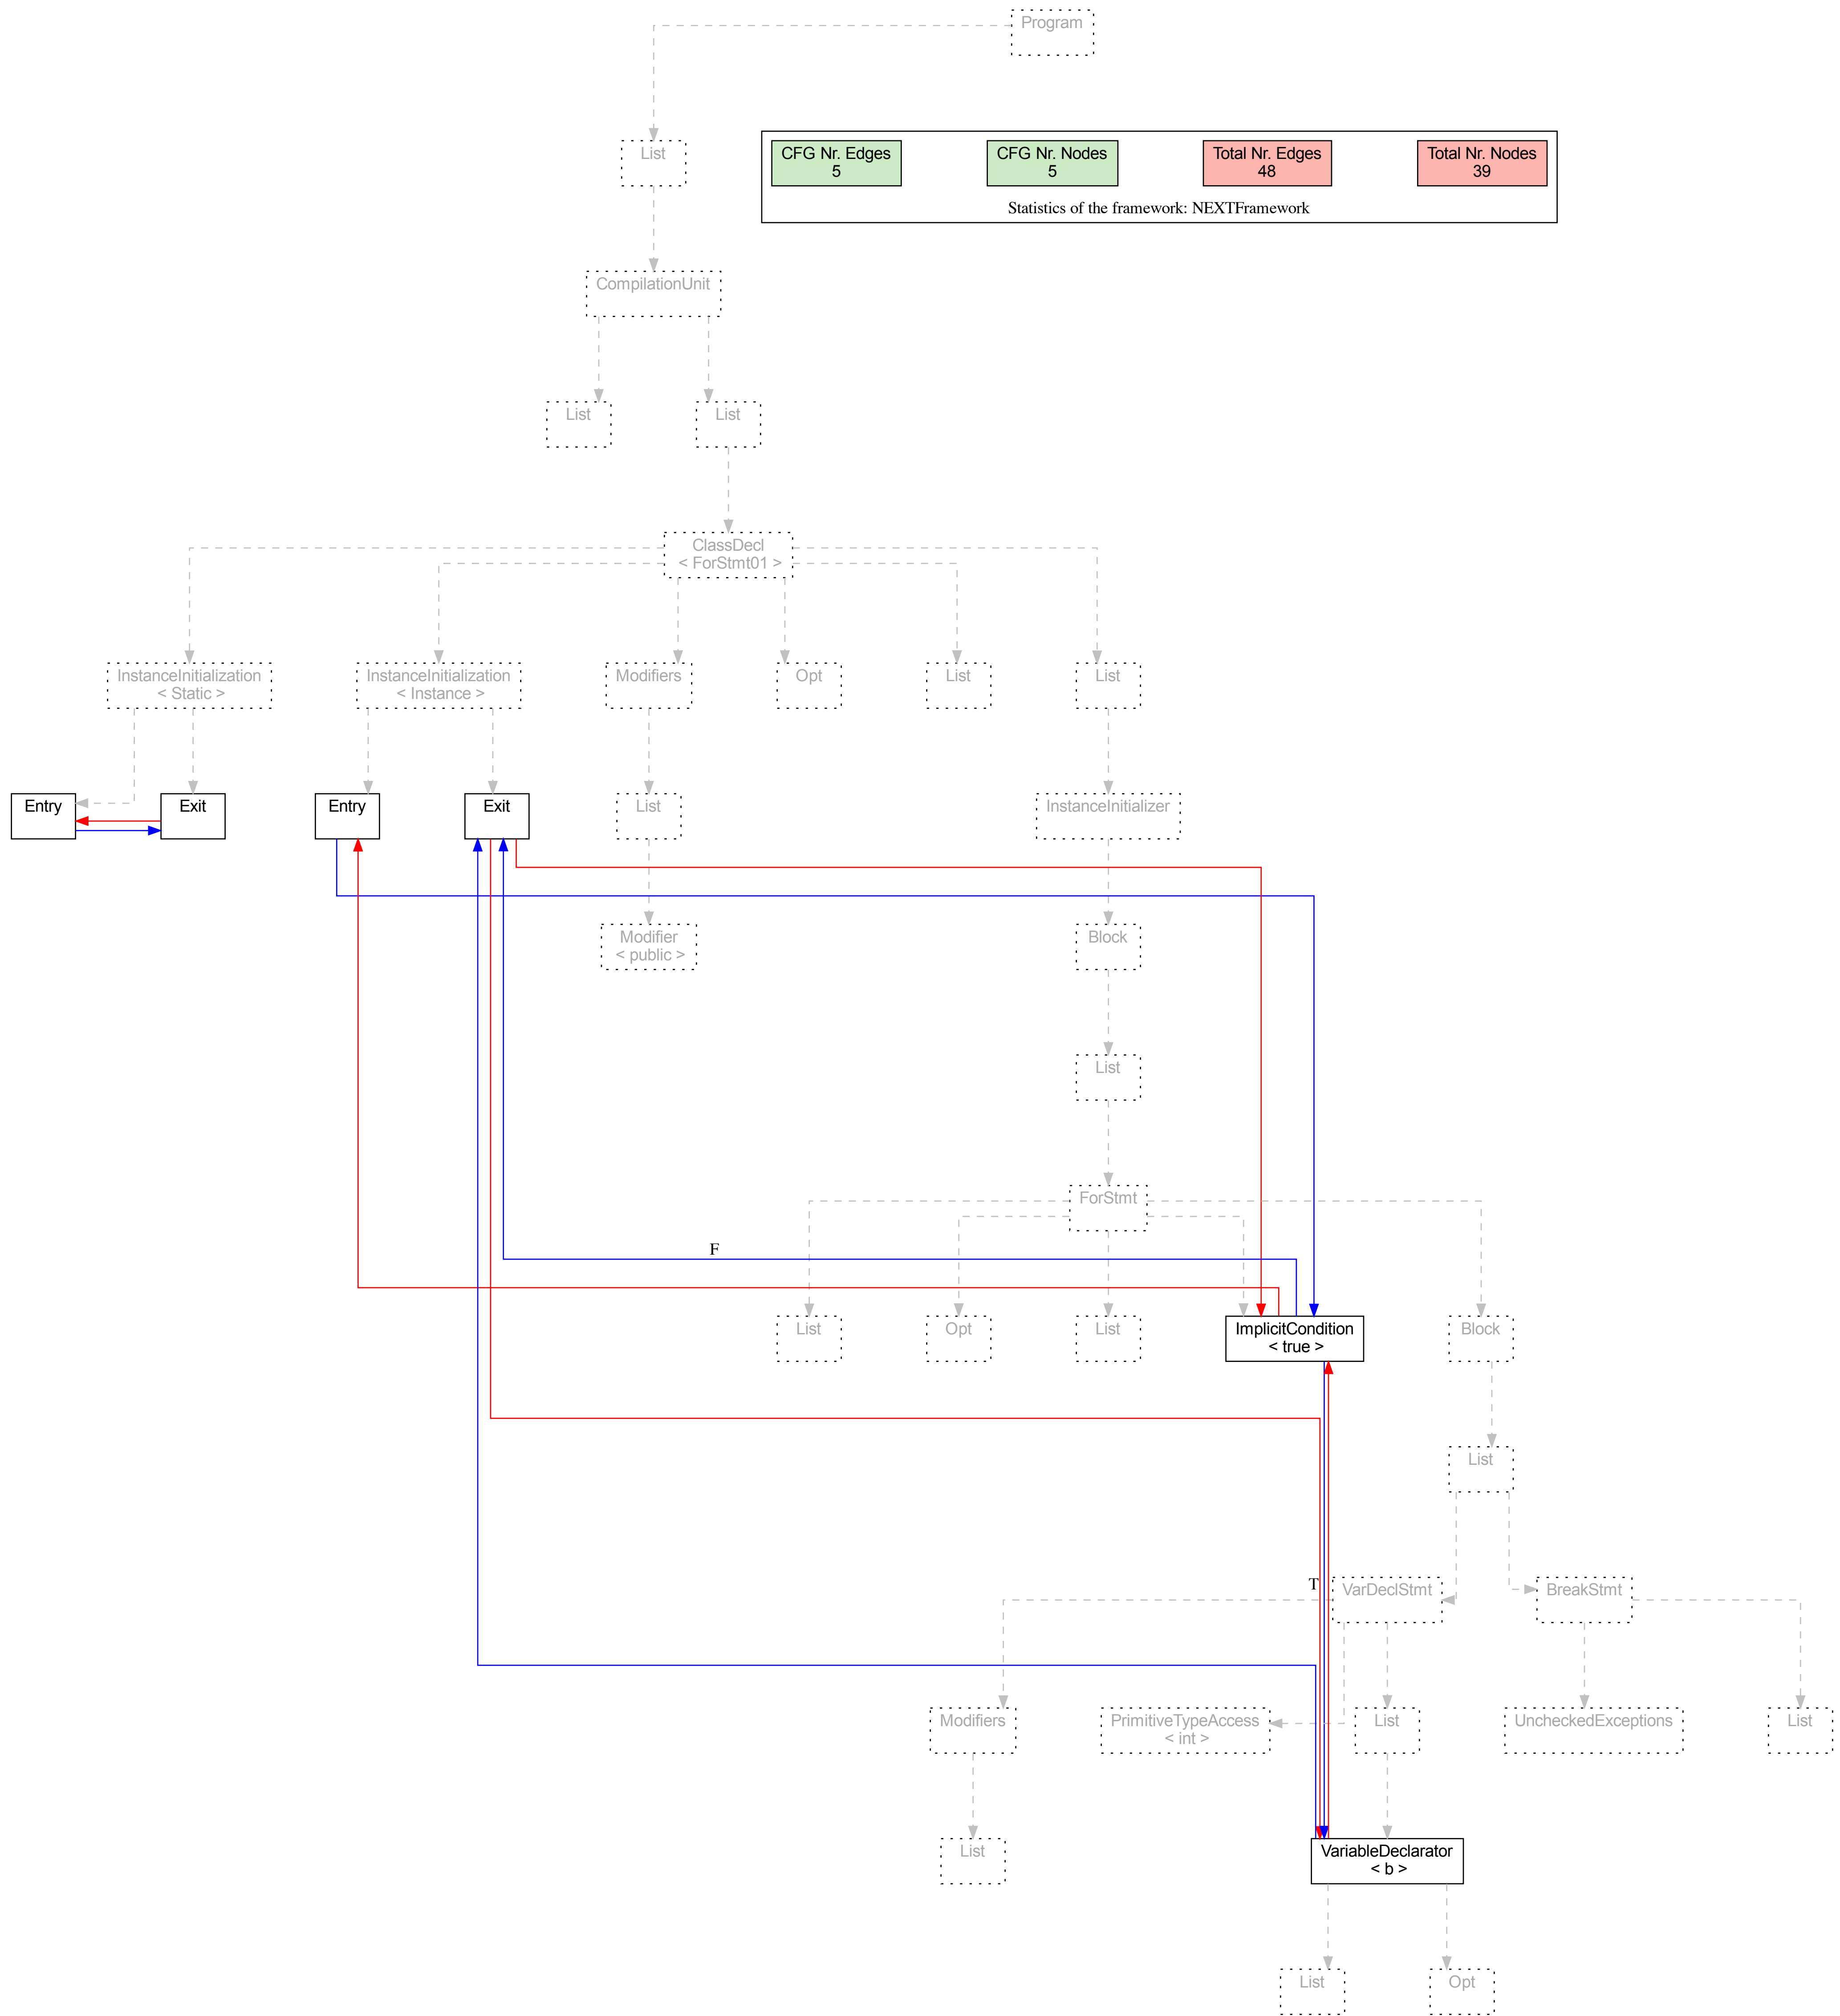 Program
List
CFG Nr. Edges
5
CFG Nr. Nodes
5
Total Nr. Edges
48
Total Nr. Nodes
39
Statistics of the framework: NEXTFramework
CompilationUnit
List
List
ClassDecl
< ForStmt01 >
InstanceInitialization
< Static >
InstanceInitialization
< Instance >
Modifiers
Opt
List
List
Entry
Exit
Entry
Exit
List
InstanceInitializer
Modifier
< public >
Block
List
ForStmt
F
List
Opt
List
ImplicitCondition
< true >
Block
List
T
VarDeclStmt
BreakStmt
Modifiers
PrimitiveTypeAccess
< int >
List
UncheckedExceptions
List
List
VariableDeclarator
< b >
List
Opt